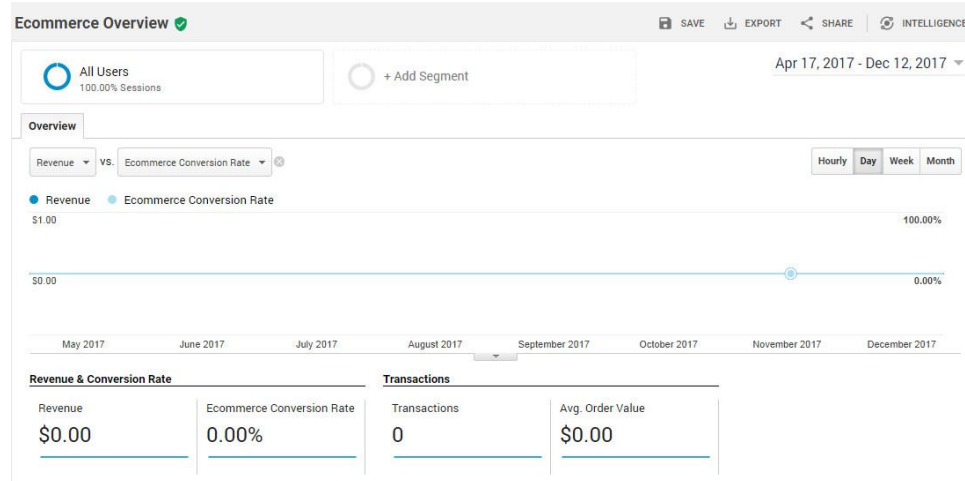 Ecommerce Overview
SAVE EXPORT SHARE INTELLIGENCE
All Users
100.00% Sessions
+ Add Segment
Apr 17, 2017 - Dec 12, 2017
Overview
Revenue VS. Ecommerce Conversion Rate
Hourly Day Week Month
Revenue Ecommerce Conversion Rate
$1.00 100.00%
$0.00 0.00%
May 2017 June 2017 July 2017 August 2017 September 2017 October 2017 November 2017 December 2017
Revenue & Conversion Rate Transactions
Revenue Ecommerce Conversion Rate Transactions Avg. Order Value
$0.00 0.00% 0 $0.00